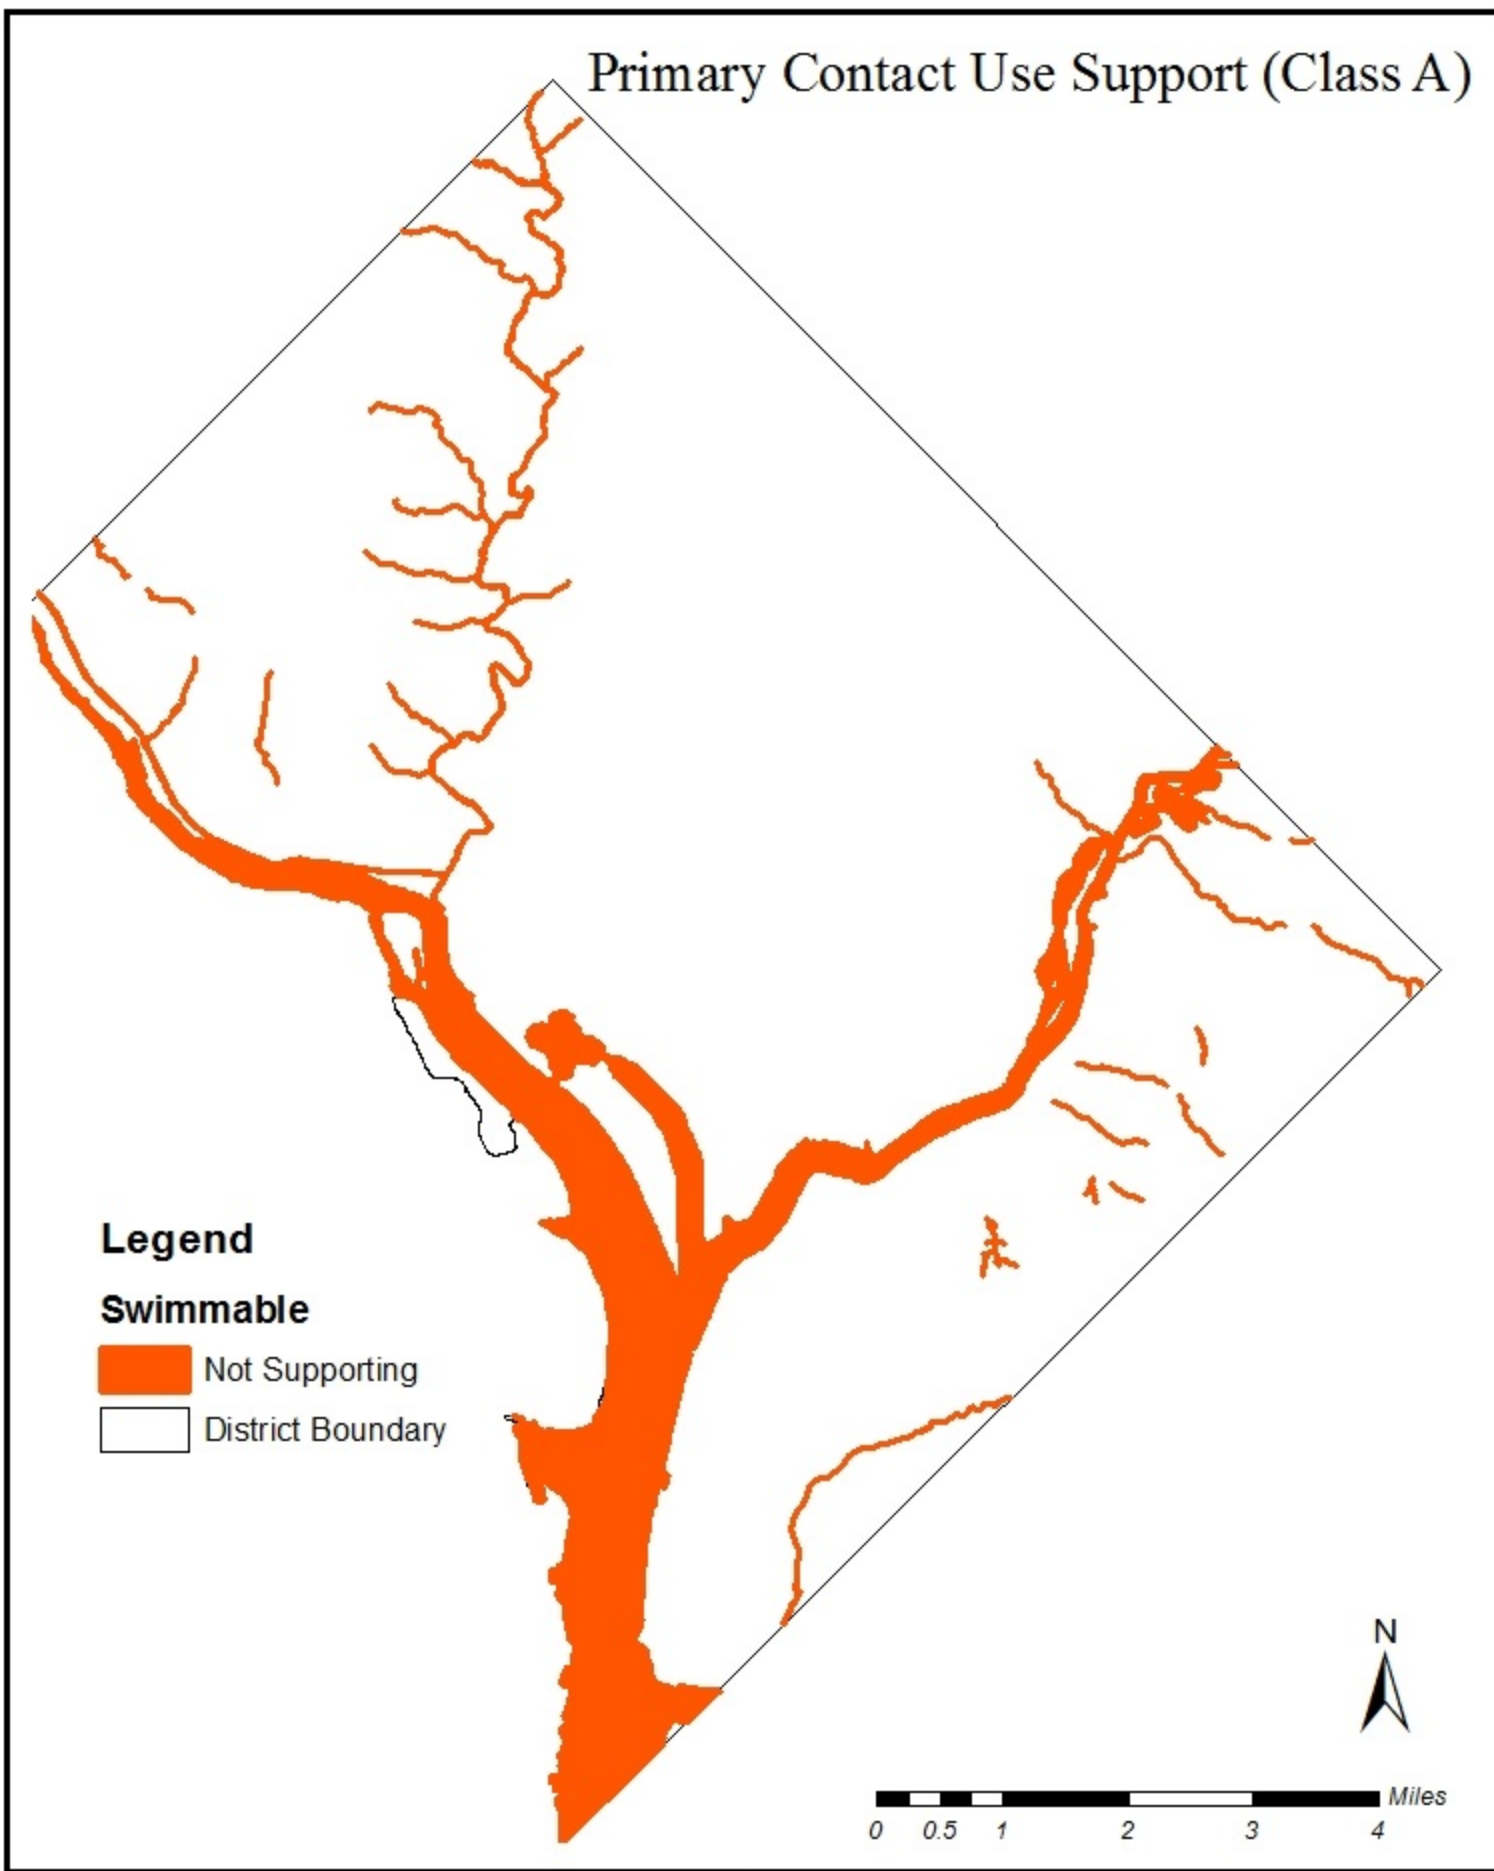 Primary Contact Use Support (Class A)
Legend
Swimmable
Not Supporting
District Boundary
N
Miles
0 0.5 1 2 3 4